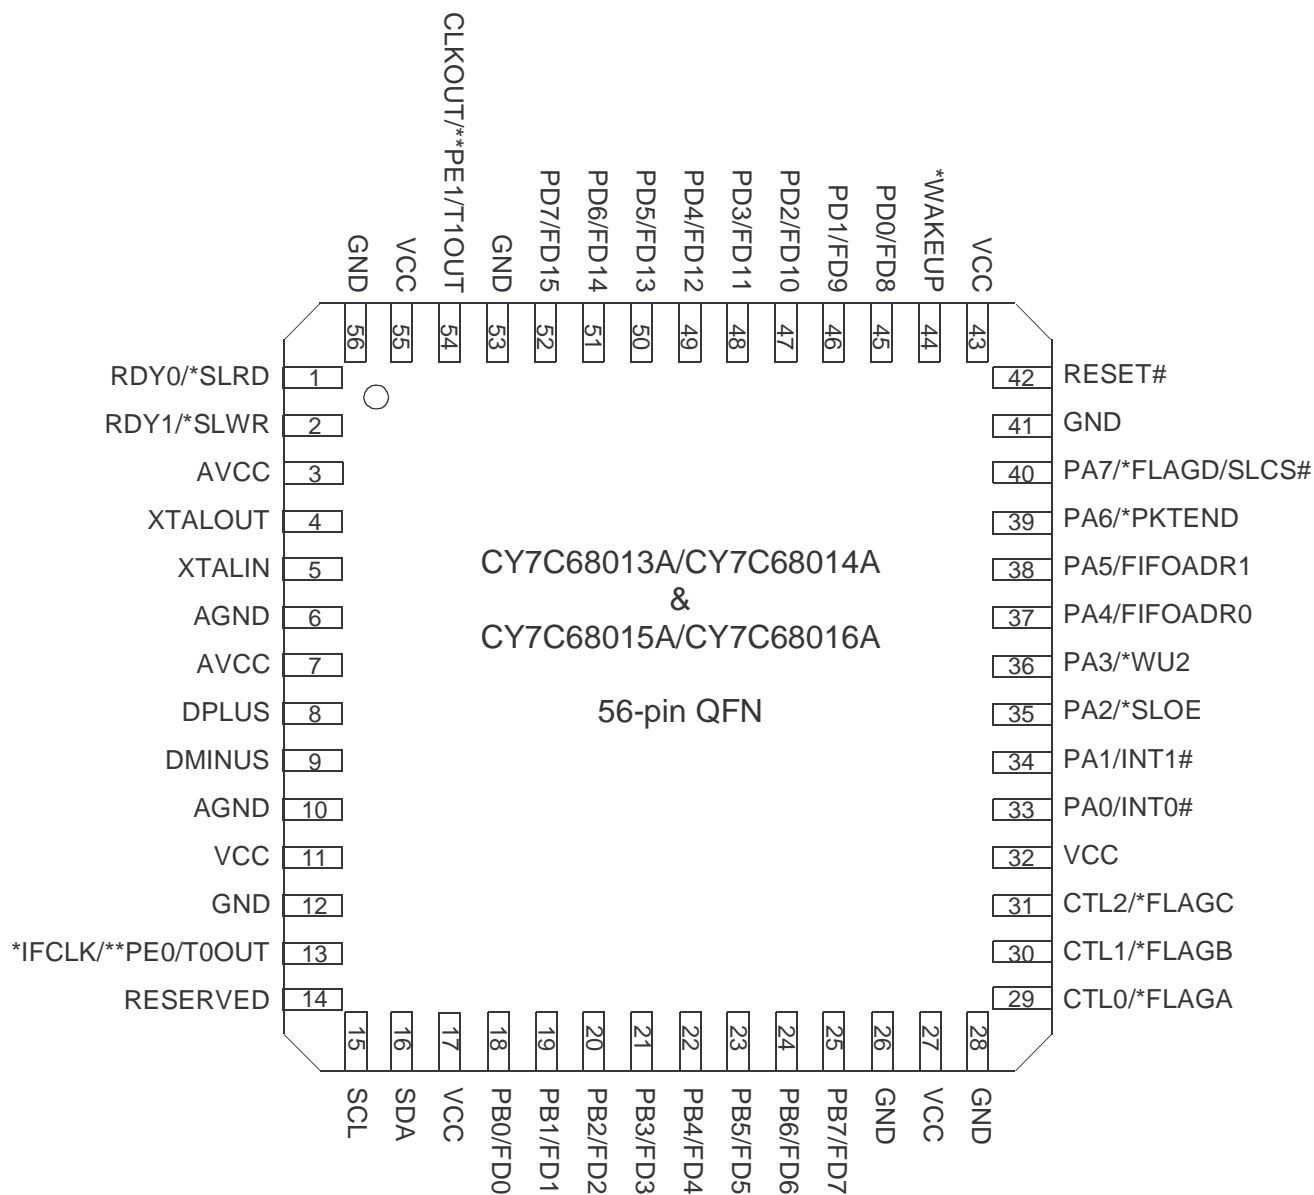 CLKOUT/**PE1/T1OUT
GND
VCC
GND
PD7/FD15
PD6/FD14
PD5/FD13
PD4/FD12
PD3/FD11
PD2/FD10
PD1/FD9
PD0/FD8
*WAKEUP
VCC
56
55
54
53
52
51
50
49
48
47
46
45
44
43
RDY0/*SLRD 1
RDY1/*SLWR 2
AVCC 3
XTALOUT 4
XTALIN 5
AGND 6
AVCC 7
DPLUS 8
DMINUS 9
AGND 10
VCC 11
GND 12
*IFCLK/**PE0/T0OUT 13
RESERVED 14
CY7C68013A/CY7C68014A
&
CY7C68015A/CY7C68016A
56-pin QFN
42 RESET#
41 GND
40 PA7/*FLAGD/SLCS#
39 PA6/*PKTEND
38 PA5/FIFOADR1
37 PA4/FIFOADR0
36 PA3/*WU2
35 PA2/*SLOE
34 PA1/INT1#
33 PA0/INT0#
32 VCC
31 CTL2/*FLAGC
30 CTL1/*FLAGB
29 CTL0/*FLAGA
15
16
17
18
19
20
21
22
23
24
25
26
27
28
SCL
SDA
VCC
PB0/FD0
PB1/FD1
PB2/FD2
PB3/FD3
PB4/FD4
PB5/FD5
PB6/FD6
PB7/FD7
GND
VCC
GND